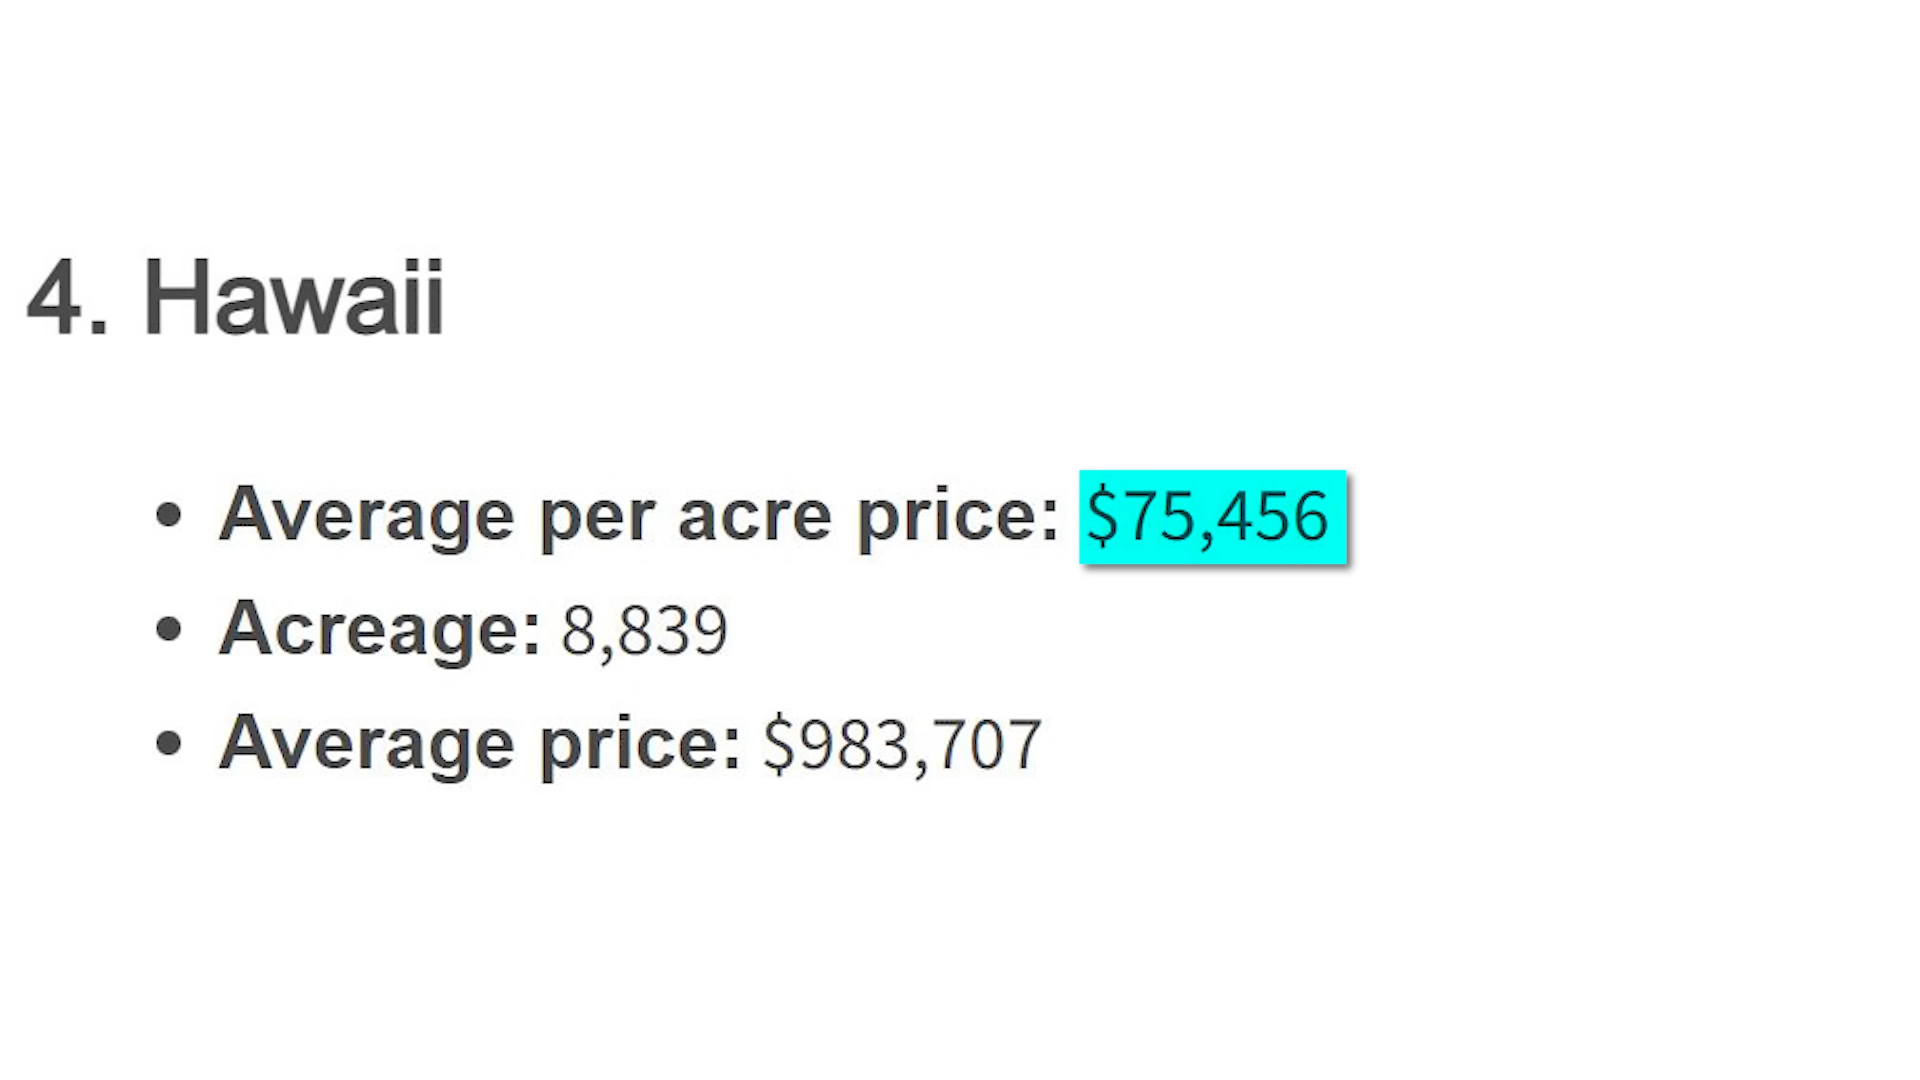 4. Hawaii
• Average per acre price: $75,456
• Acreage: 8,839
• Average price: $983,707